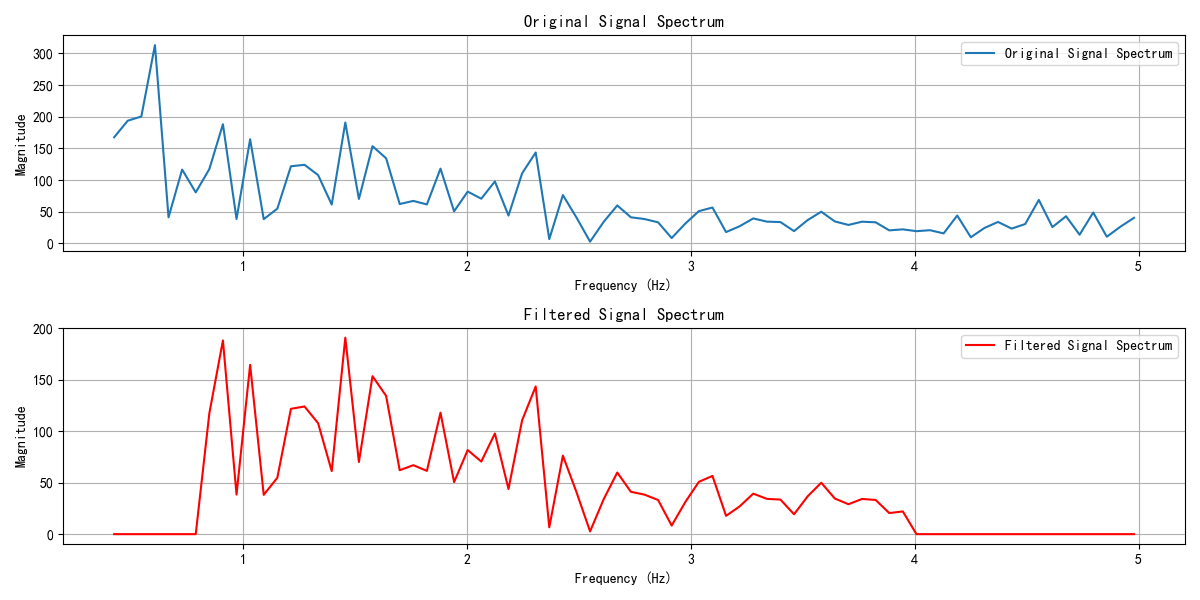 Original Signal Spectrum
Original Signal Spectrum
300
250
200
150
100
50
0
Magnitude
1 2 3 4 5
Frequency (Hz)
Filtered Signal Spectrum
Filtered Signal Spectrum
200
150
100
50
0
Magnitude
1 2 3 4 5
Frequency (Hz)